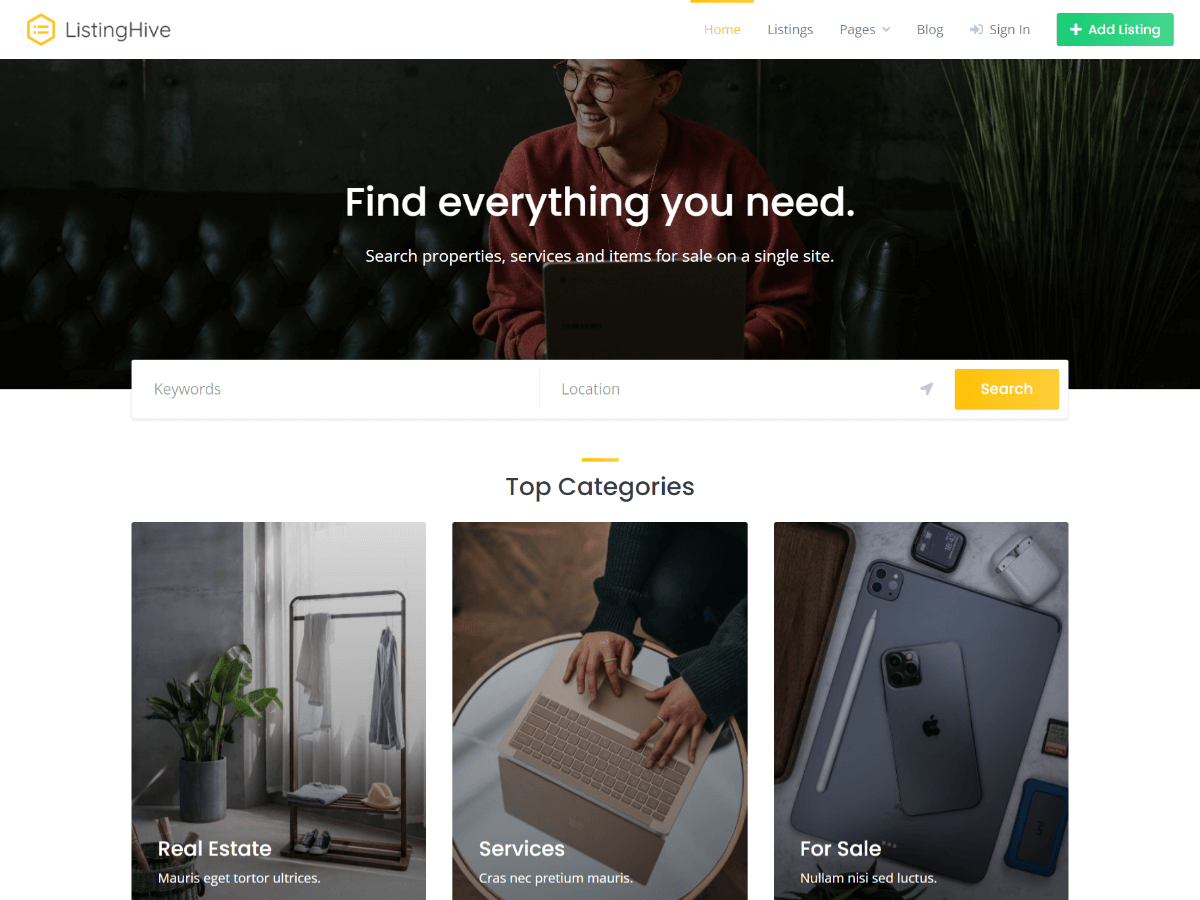 ListingHive
Home
Listings
Pages
Blog
Sign In
Add Listing
Find everything you need.
Search properties, services and items for sale on a single site.
Keywords
Location
Search
Top Categories
Real Estate
Mauris eget tortor ultrices.
Services
Cras nec pretium mauris.
For Sale
Nullam nisi sed luctus.